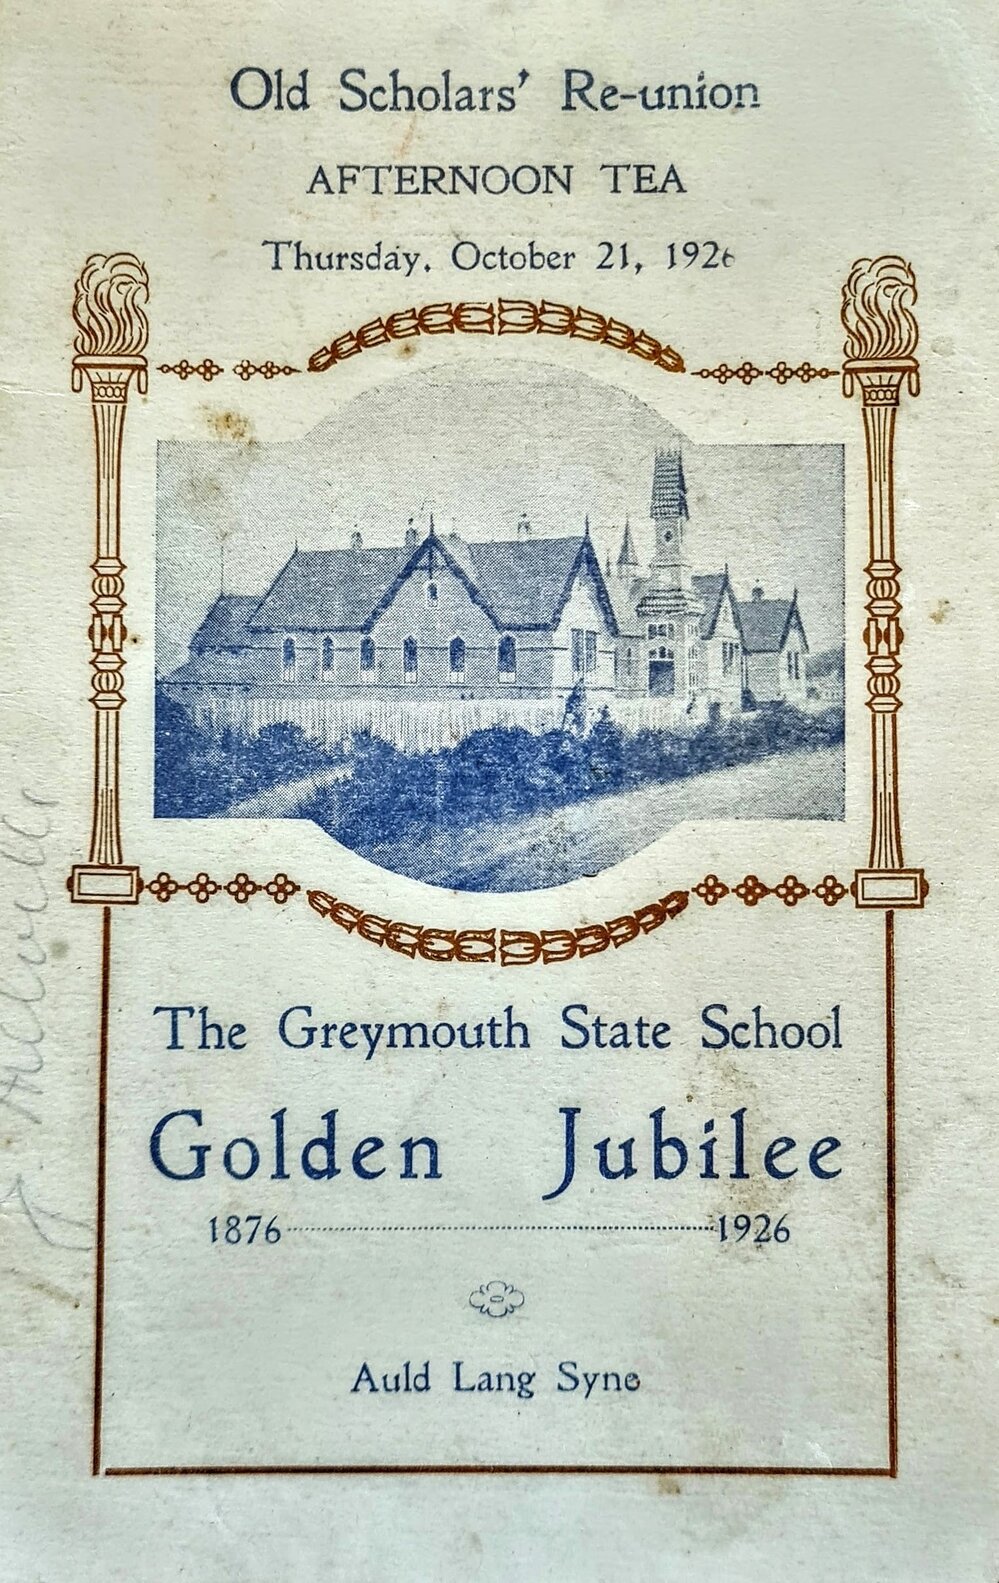 Old Scholars' Re-union
AFTERNOON TEA
Thursday, October 21, 1926
The Greymouth State School
Golden Jubilee
1876 1926
Auld Lang Syne